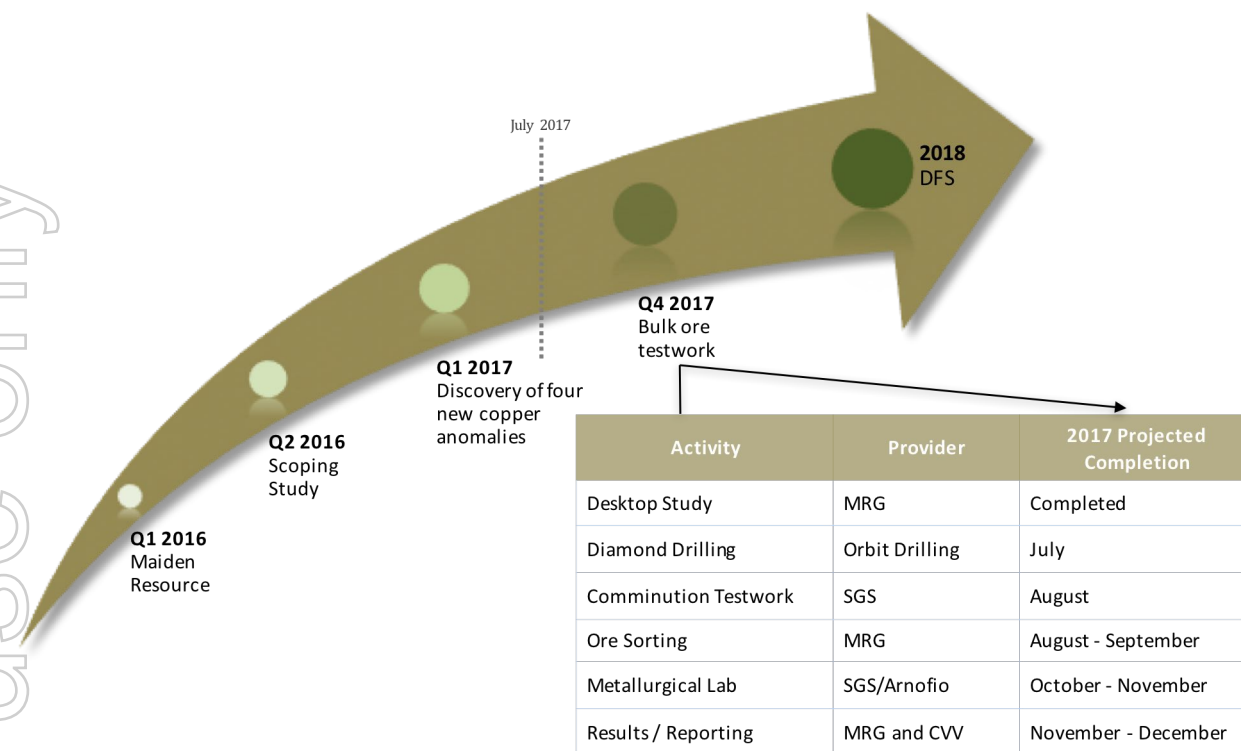 July 2017
2018
DFS
Q4 2017
Bulk ore
testwork
Q1 2017
Discovery of four
new copper
anomalies
Q2 2016
Scoping
Study
Q1 2016
Maiden
Resource
Activity Provider 2017 Projected
Completion
Desktop Study MRG Completed
Diamond Drilling Orbit Drilling July
Comminution Testwork SGS August
Ore Sorting MRG August - September
Metallurgical Lab SGS/Arnofio October - November
Results / Reporting MRG and CVV November - December